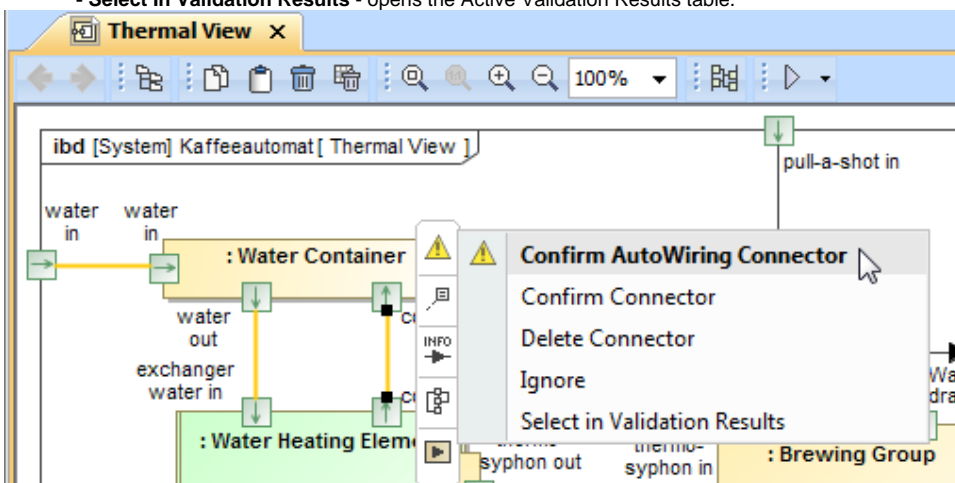 - Select in Validation Results - opens the Active Validation Results table.
Thermal View X
100%
ibd [System] Kaffeeautomat [ Thermal View ]
pull-a-shot in
water
in
water
in
: Water Container
Confirm AutoWiring Connector
Confirm Connector
Delete Connector
Ignore
Select in Validation Results
water
out
INFO
exchanger
water in
: Water Heating Eleme
syphon out
thermo-
syphon in
: Brewing Group